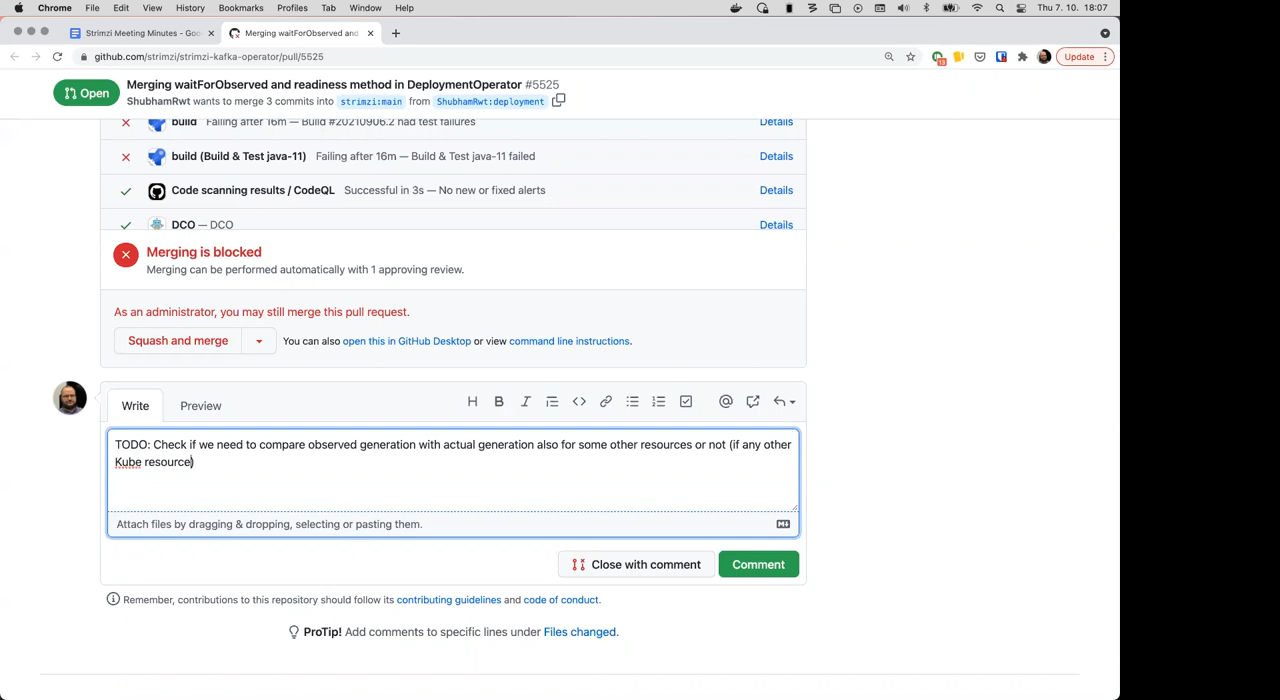 Chrome File Edit View History Bookmarks Profiles Tab Window Help Thu 7. 10. 18:07
Strimzi Meeting Minutes - Goo Merging waitForObserved and
github.com/strimzi/strimzi-kafka-operator/pull/5525 Update
Open Merging waitForObserved and readiness method in DeploymentOperator #5525
ShubhamRwt wants to merge 3 commits into strimzi:main from ShubhamRwt:deployment
build Failing after 16m — Build #20210906.2 had test failures Details
build (Build & Test java-11) Failing after 16m — Build & Test java-11 failed Details
Code scanning results / CodeQL Successful in 3s — No new or fixed alerts Details
DCO — DCO Details
Merging is blocked
Merging can be performed automatically with 1 approving review.
As an administrator, you may still merge this pull request.
Squash and merge You can also open this in GitHub Desktop or view command line instructions.
Write Preview
TODO: Check if we need to compare observed generation with actual generation also for some other resources or not (if any other
Kube resource)
Attach files by dragging & dropping, selecting or pasting them.
Close with comment Comment
Remember, contributions to this repository should follow its contributing guidelines and code of conduct.
ProTip! Add comments to specific lines under Files changed.